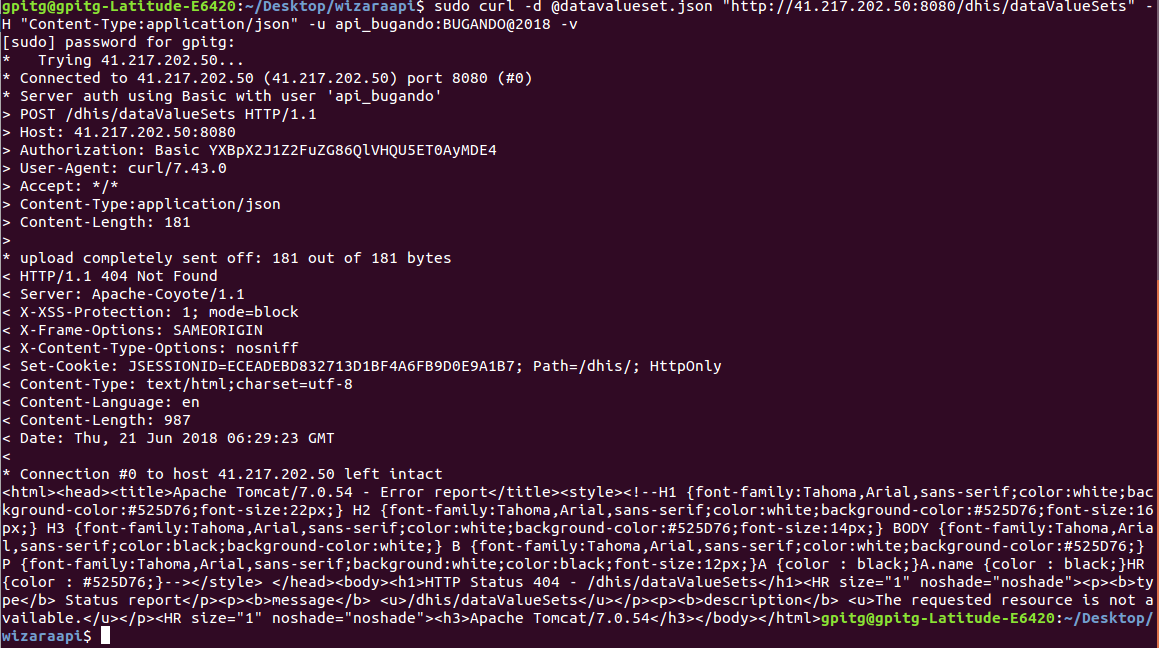 gpitg@gpitg-Latitude-E6420:~/Desktop/wizaraapi$ sudo curl -d @datavalueset.json "http://41.217.202.50:8080/dhis/dataValueSets" -
H "Content-Type:application/json" -u api_bugando:BUGANDO@2018 -v
[sudo] password for gpitg:
*   Trying 41.217.202.50...
* Connected to 41.217.202.50 (41.217.202.50) port 8080 (#0)
* Server auth using Basic with user 'api_bugando'
> POST /dhis/dataValueSets HTTP/1.1
> Host: 41.217.202.50:8080
> Authorization: Basic YXBpX2J1Z2FuZG86QlVHQU5ET0AyMDE4
> User-Agent: curl/7.43.0
> Accept: */*
> Content-Type:application/json
> Content-Length: 181
>
* upload completely sent off: 181 out of 181 bytes
< HTTP/1.1 404 Not Found
< Server: Apache-Coyote/1.1
< X-XSS-Protection: 1; mode=block
< X-Frame-Options: SAMEORIGIN
< X-Content-Type-Options: nosniff
< Set-Cookie: JSESSIONID=ECEADEBD832713D1BF4A6FB9D0E9A1B7; Path=/dhis/; HttpOnly
< Content-Type: text/html;charset=utf-8
< Content-Language: en
< Content-Length: 987
< Date: Thu, 21 Jun 2018 06:29:23 GMT
<
* Connection #0 to host 41.217.202.50 left intact
<html><head><title>Apache Tomcat/7.0.54 - Error report</title><style><!--H1 {font-family:Tahoma,Arial,sans-serif;color:white;bac
kground-color:#525D76;font-size:22px;} H2 {font-family:Tahoma,Arial,sans-serif;color:white;background-color:#525D76;font-size:16
px;} H3 {font-family:Tahoma,Arial,sans-serif;color:white;background-color:#525D76;font-size:14px;} BODY {font-family:Tahoma,Aria
l,sans-serif;color:black;background-color:white;} B {font-family:Tahoma,Arial,sans-serif;color:white;background-color:#525D76;}
P {font-family:Tahoma,Arial,sans-serif;background:white;color:black;font-size:12px;}A {color : black;}A.name {color : black;}HR
{color : #525D76;}--></style> </head><body><h1>HTTP Status 404 - /dhis/dataValueSets</h1><HR size="1" noshade="noshade"><p><b>ty
pe</b> Status report</p><p><b>message</b> <u>/dhis/dataValueSets</u></p><p><b>description</b> <u>The requested resource is not a
vailable.</u></p><HR size="1" noshade="noshade"><h3>Apache Tomcat/7.0.54</h3></body></html>gpitg@gpitg-Latitude-E6420:~/Desktop/
wizaraapi$